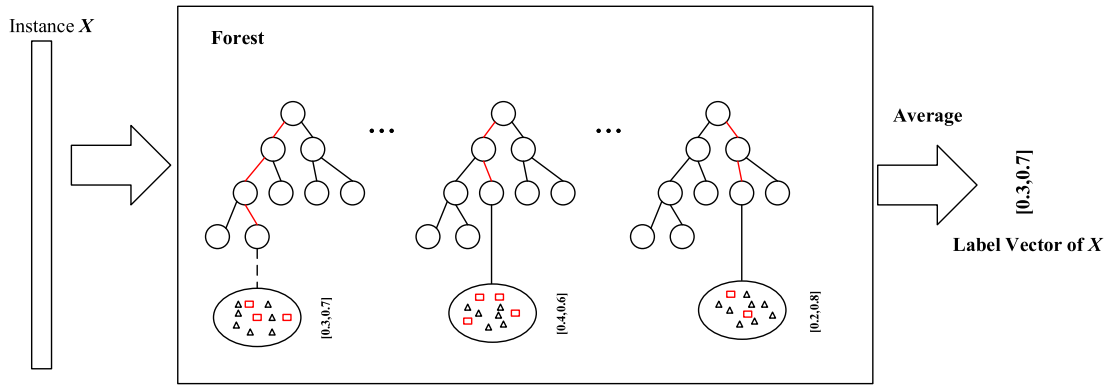 Instance X
Forest
...
...
[0.3,0.7]
[0.4,0.6]
[0.2,0.8]
Average
[0.3,0.7]
Label Vector of X